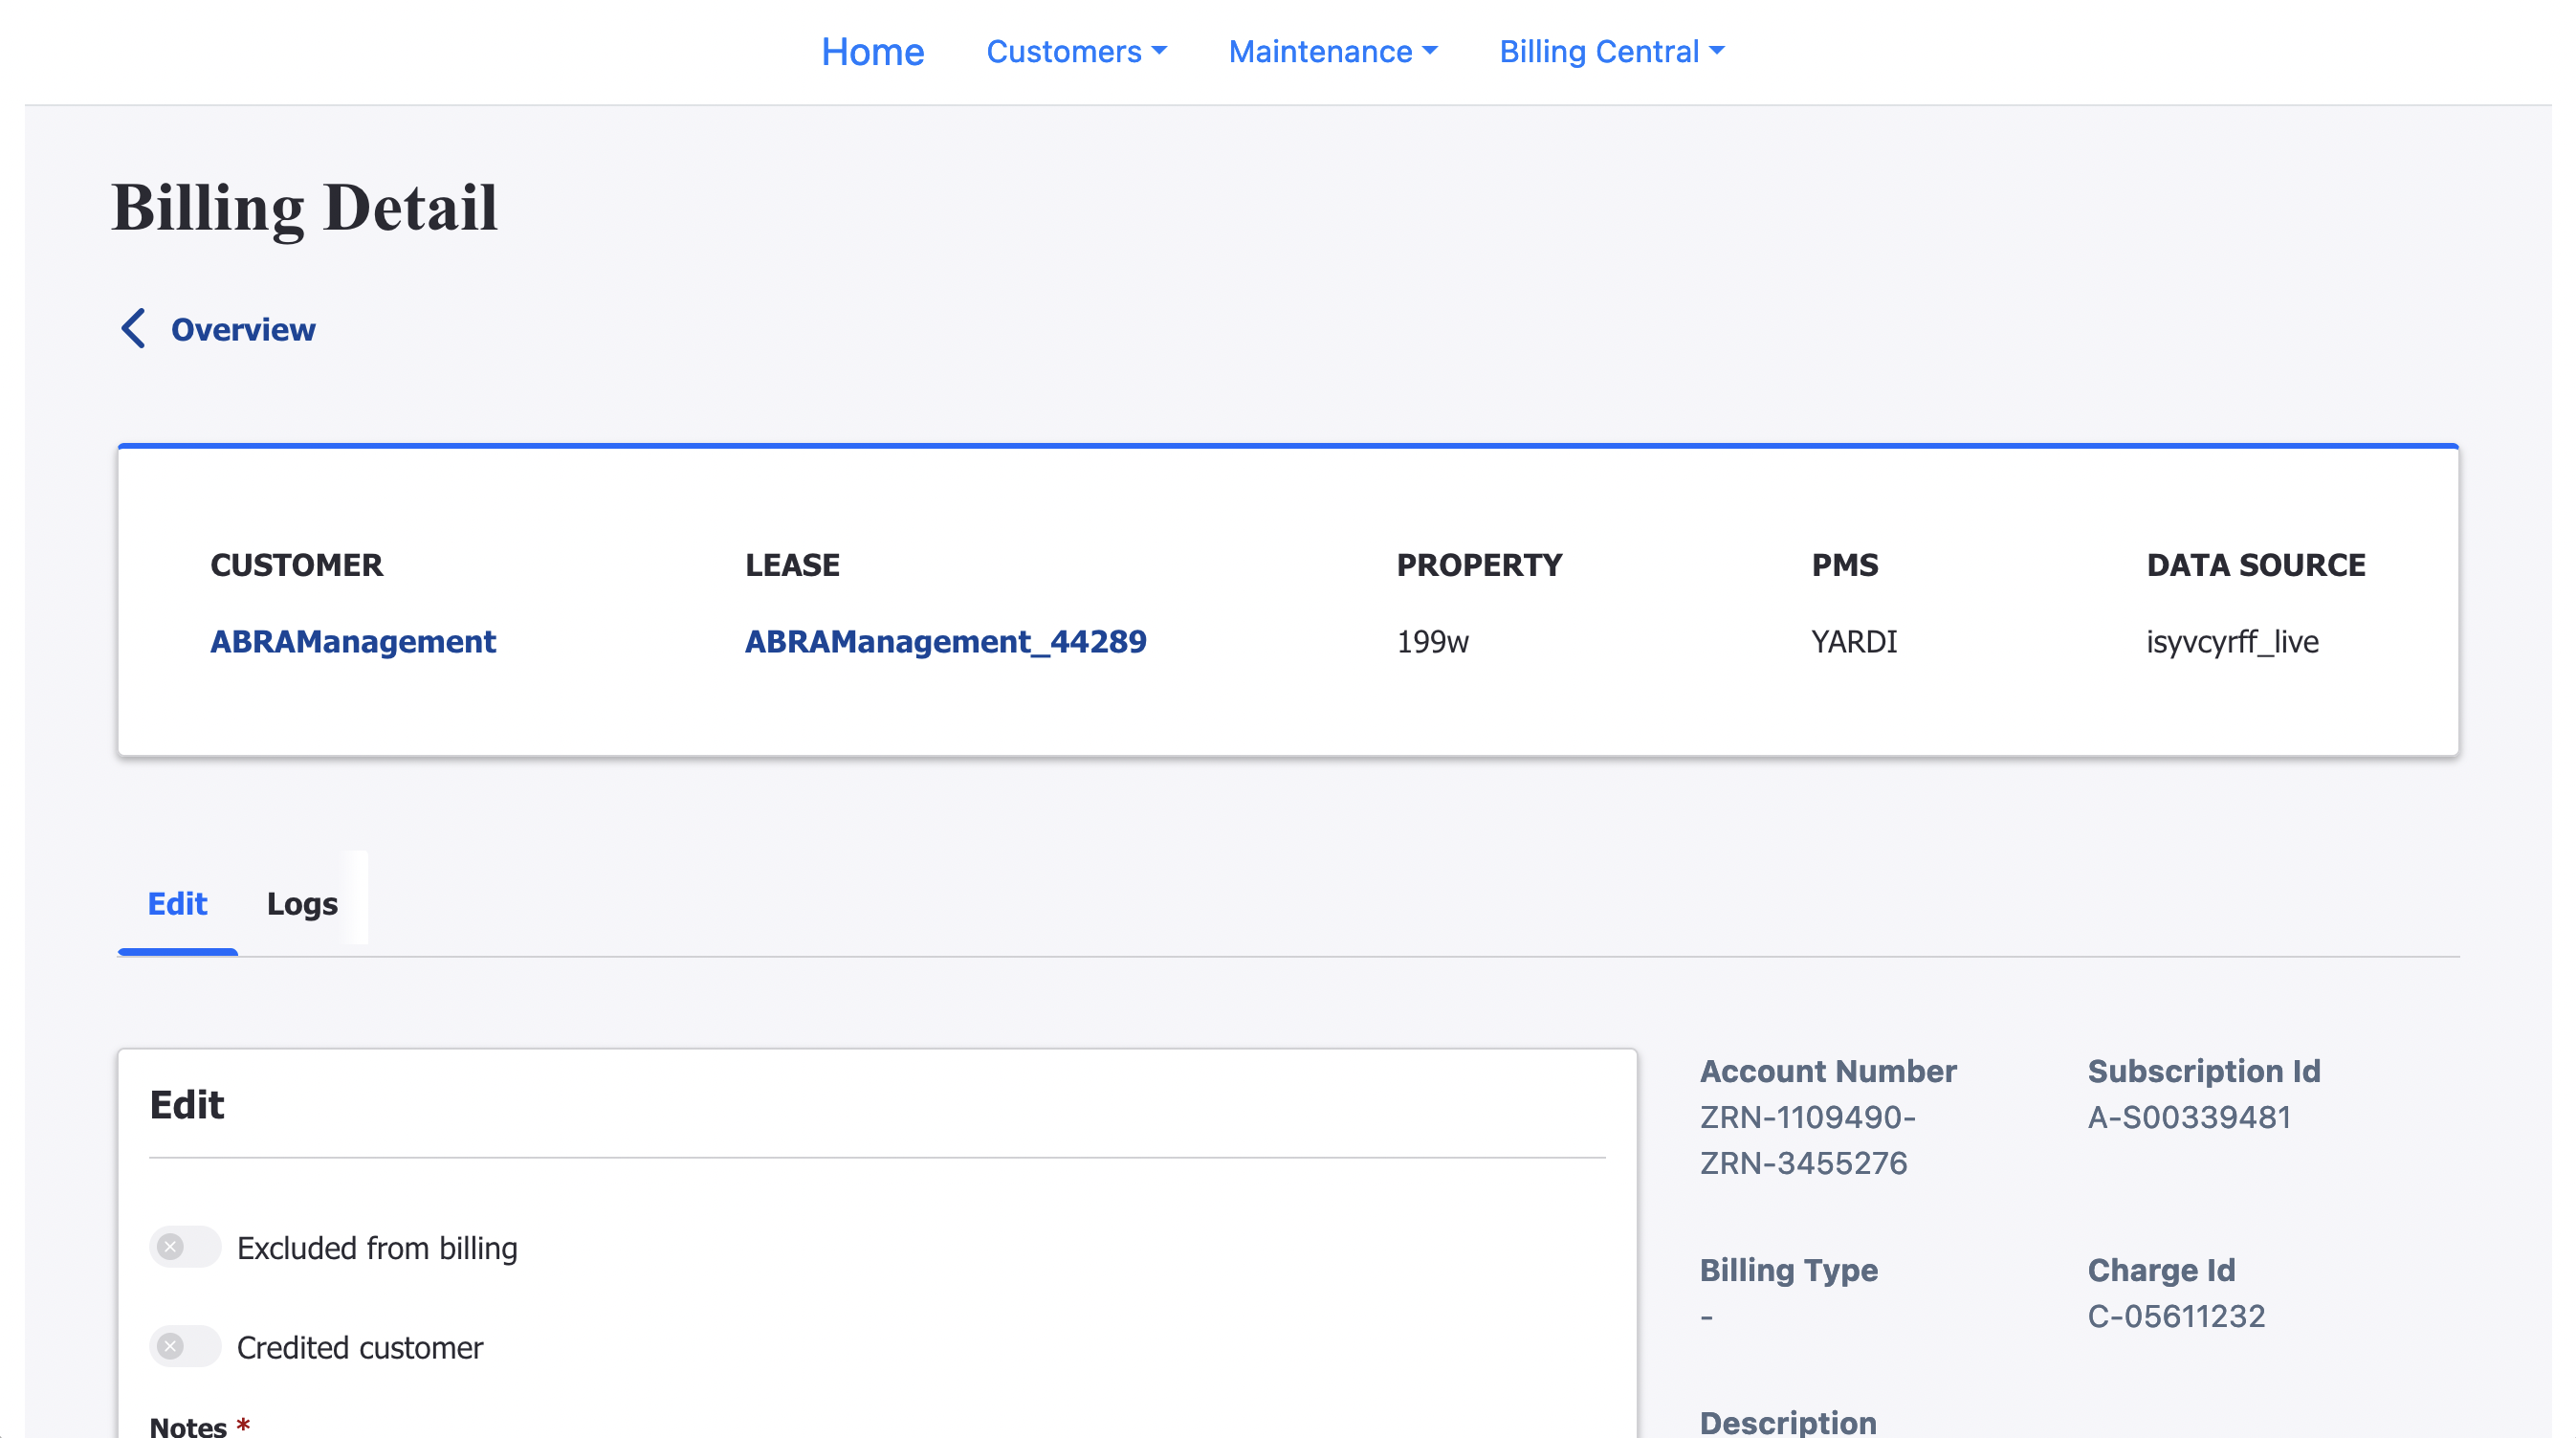 Home Customers Maintenance Billing Central
Billing Detail
Overview
CUSTOMER LEASE PROPERTY PMS DATA SOURCE
ABRAManagement ABRAManagement_44289 199w YARDI isyvcyrff_live
Edit Logs
Edit
Excluded from billing
Credited customer
Notes *
Account Number Subscription Id
ZRN-1109490- A-S00339481
ZRN-3455276
Billing Type Charge Id
- C-05611232
Description